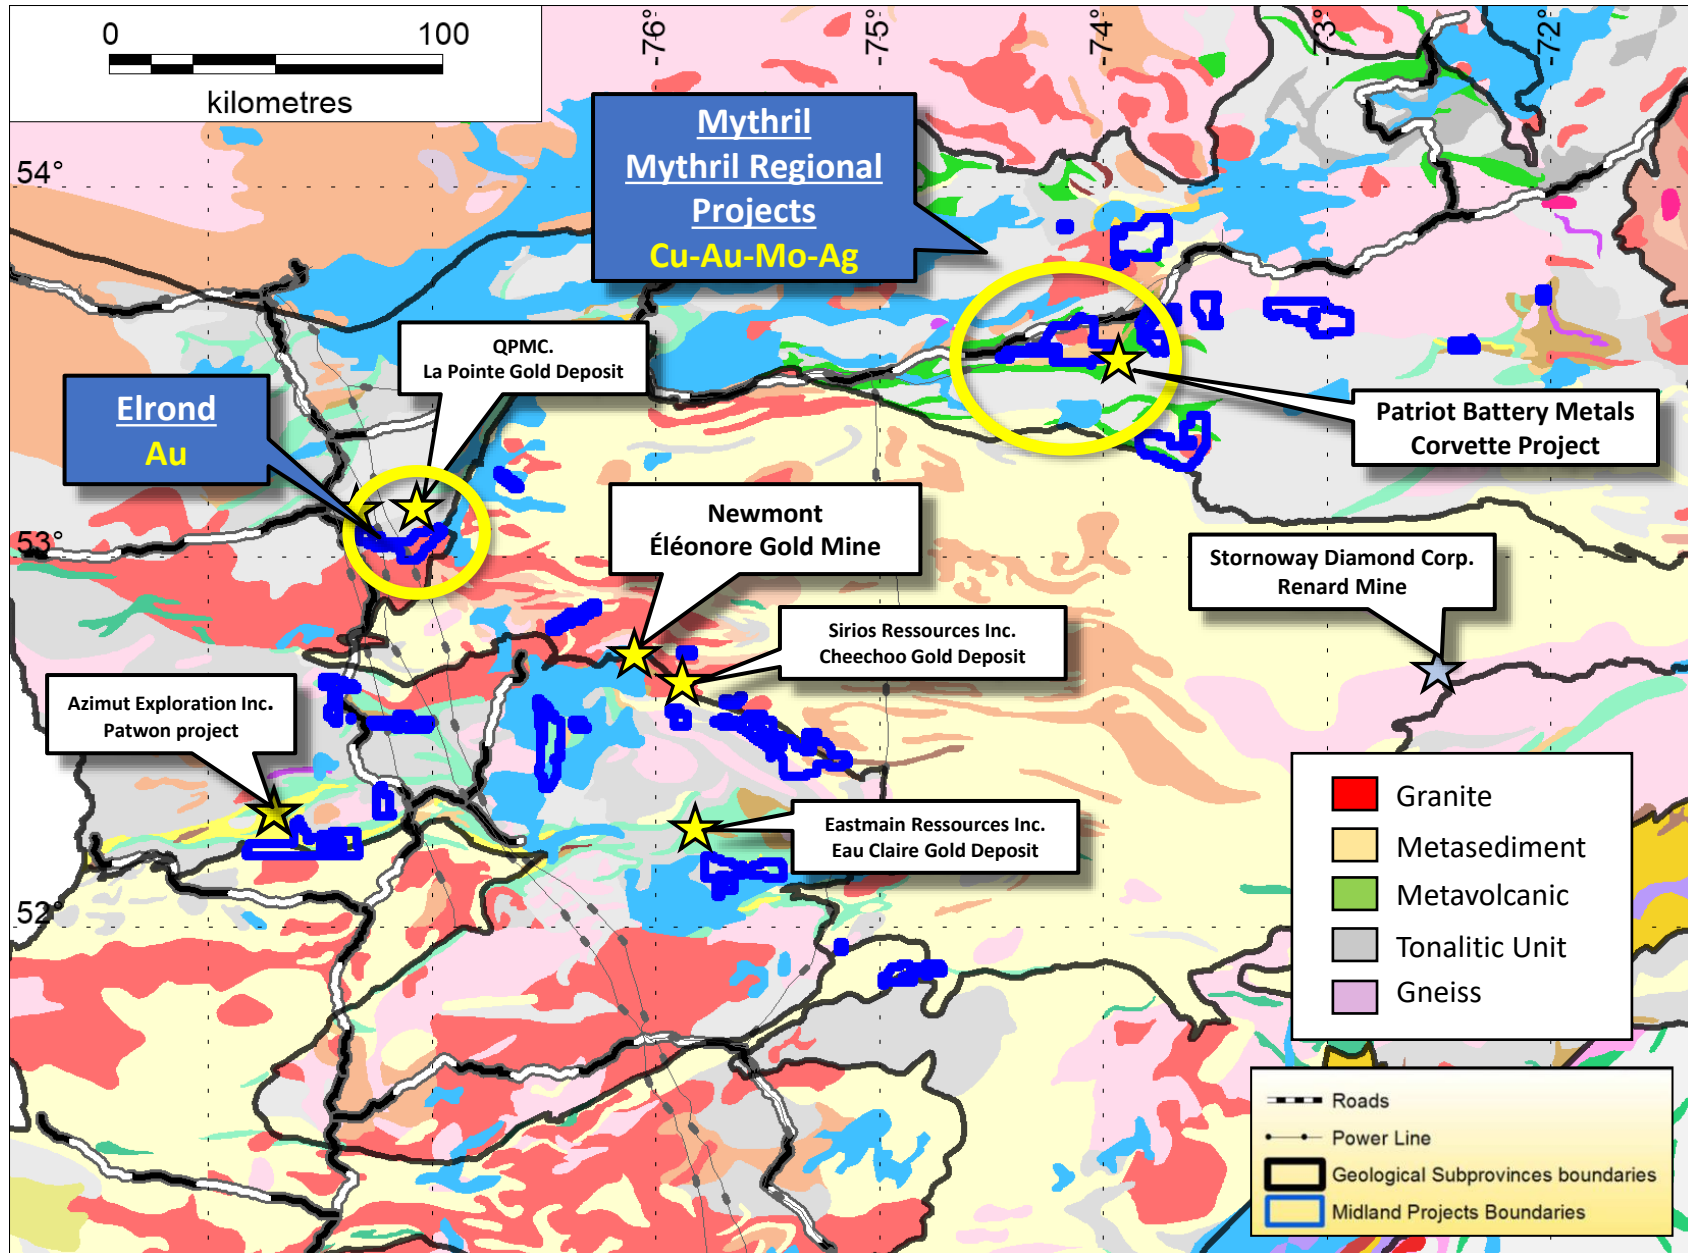 0 100
kilometres
-76° -75° -74° -73° -72°
54°
53°
52°
Mythril
Mythril Regional
Projects
Cu-Au-Mo-Ag
QPMC.
La Pointe Gold Deposit
Elrond
Au
Patriot Battery Metals
Corvette Project
Newmont
Éléonore Gold Mine
Stornoway Diamond Corp.
Renard Mine
Sirios Ressources Inc.
Cheechoo Gold Deposit
Azimut Exploration Inc.
Patwon project
Eastmain Ressources Inc.
Eau Claire Gold Deposit
Granite
Metasediment
Metavolcanic
Tonalitic Unit
Gneiss
Roads
Power Line
Geological Subprovinces boundaries
Midland Projects Boundaries